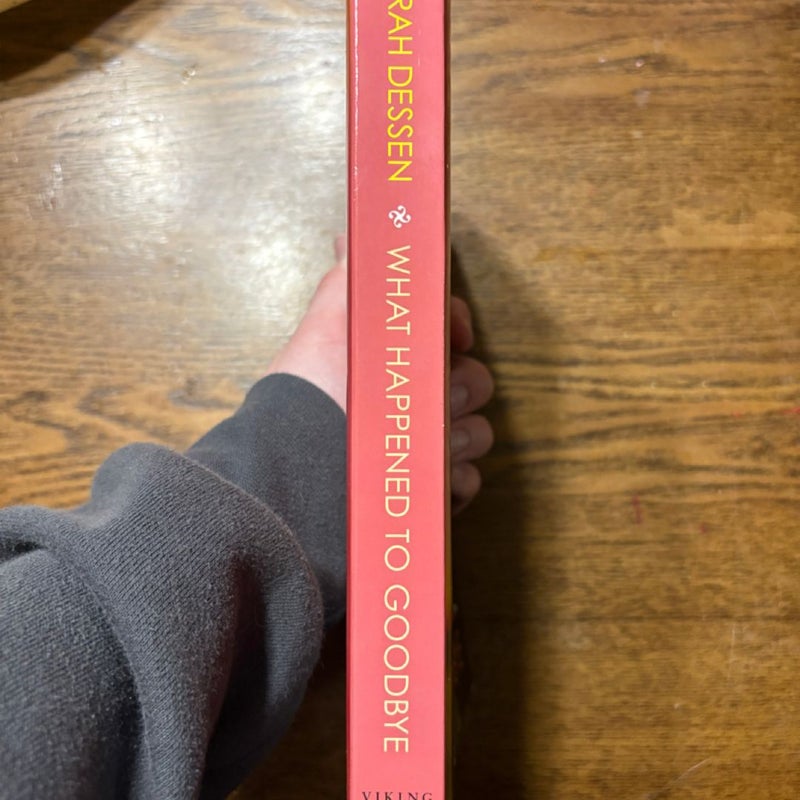 RAH DESSEN
WHAT HAPPENED TO GOODBYE
VIKING